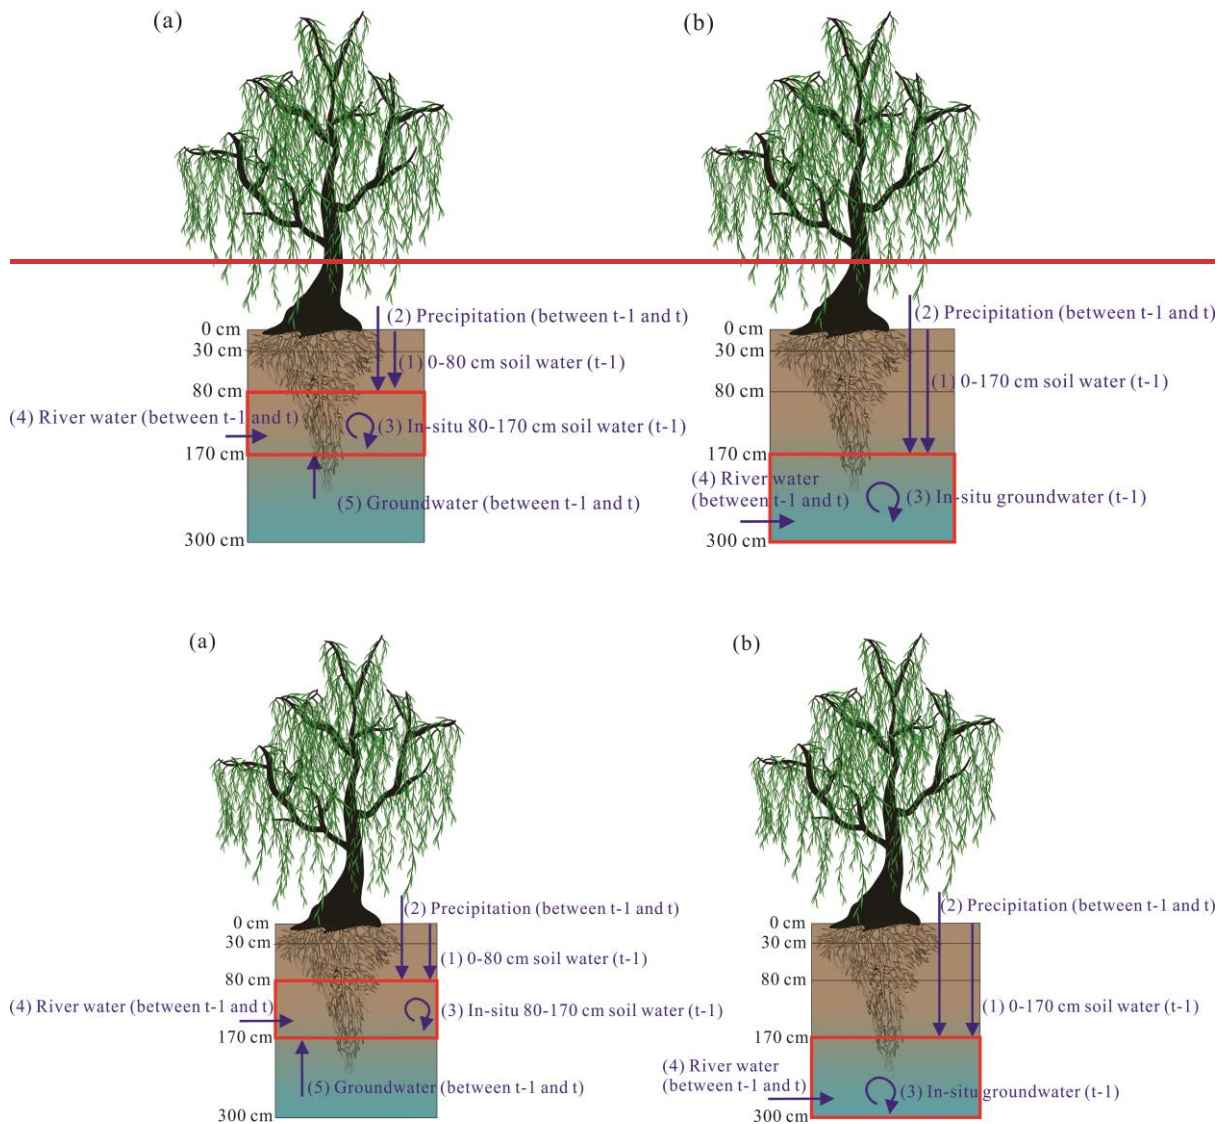 (a)
(2) Precipitation (between t-1 and t)
0 cm
30 cm
(1) 0-80 cm soil water (t-1)
80 cm
(4) River water (between t-1 and t)
(3) In-situ 80-170 cm soil water (t-1)
170 cm
(5) Groundwater (between t-1 and t)
300 cm
(b)
(2) Precipitation (between t-1 and t)
0 cm
30 cm
(1) 0-170 cm soil water (t-1)
80 cm
170 cm
(4) River water
(between t-1 and t)
(3) In-situ groundwater (t-1)
300 cm
(a)
(2) Precipitation (between t-1 and t)
0 cm
30 cm
(1) 0-80 cm soil water (t-1)
80 cm
(4) River water (between t-1 and t)
(3) In-situ 80-170 cm soil water (t-1)
170 cm
(5) Groundwater (between t-1 and t)
300 cm
(b)
(2) Precipitation (between t-1 and t)
0 cm
30 cm
80 cm
(1) 0-170 cm soil water (t-1)
170 cm
(4) River water
(between t-1 and t)
(3) In-situ groundwater (t-1)
300 cm